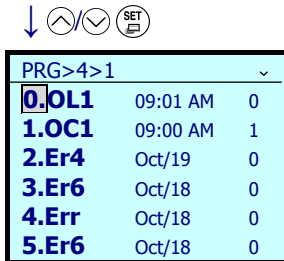 SET
PRG>4>1
0.OL1 09:01 AM 0
1.OC1 09:00 AM 1
2.Er4 Oct/19 0
3.Er6 Oct/18 0
4.Err Oct/18 0
5.Er6 Oct/18 0